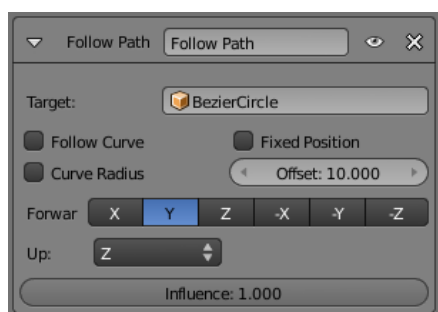 Follow Path Follow Path
Target: BezierCircle
Follow Curve Fixed Position
Curve Radius Offset: 10.000
Forwar X Y Z -X -Y -Z
Up: Z
Influence: 1.000